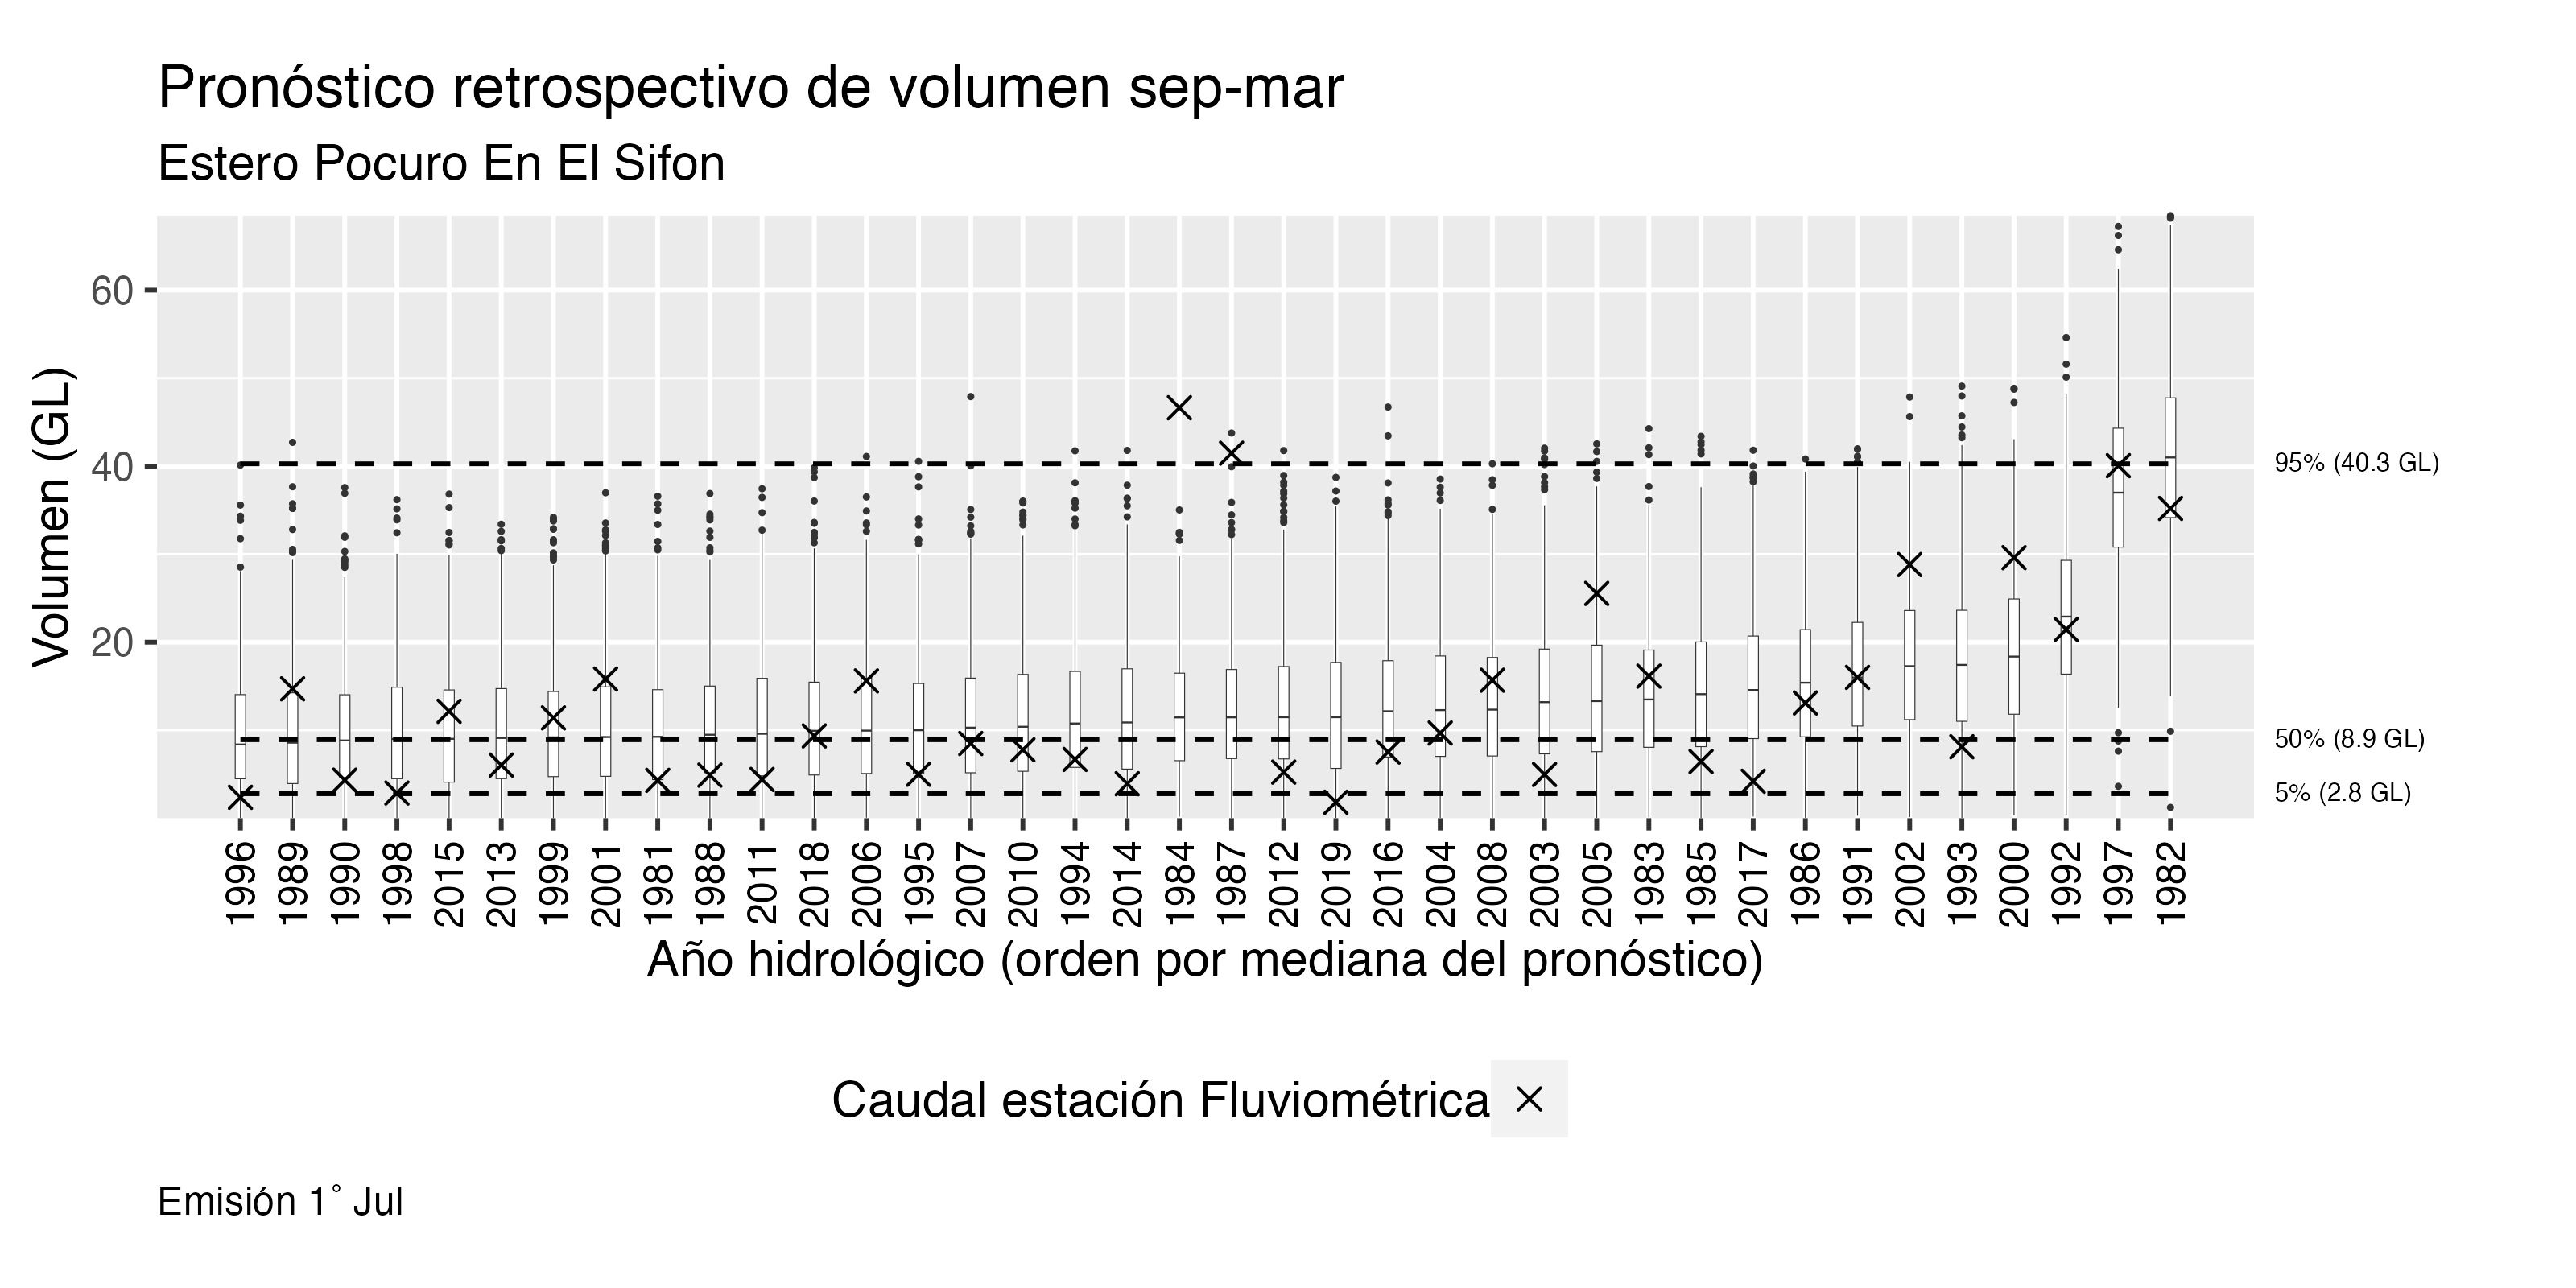 Pronóstico retrospectivo de volumen sep-mar
Estero Pocuro En El Sifon
Volumen (GL)
60
40
20
95% (40.3 GL)
50% (8.9 GL)
5% (2.8 GL)
1996 1989 1990 1998 2015 2013 1999 2001 1981 1988 2011 2018 2006 1995 2007 2010 1994 2014 1984 1987 2012 2019 2016 2004 2008 2003 2005 1983 1985 2017 1986 1991 2002 1993 2000 1992 1997 1982
Año hidrológico (orden por mediana del pronóstico)
Caudal estación Fluviométrica
Emisión 1° Jul